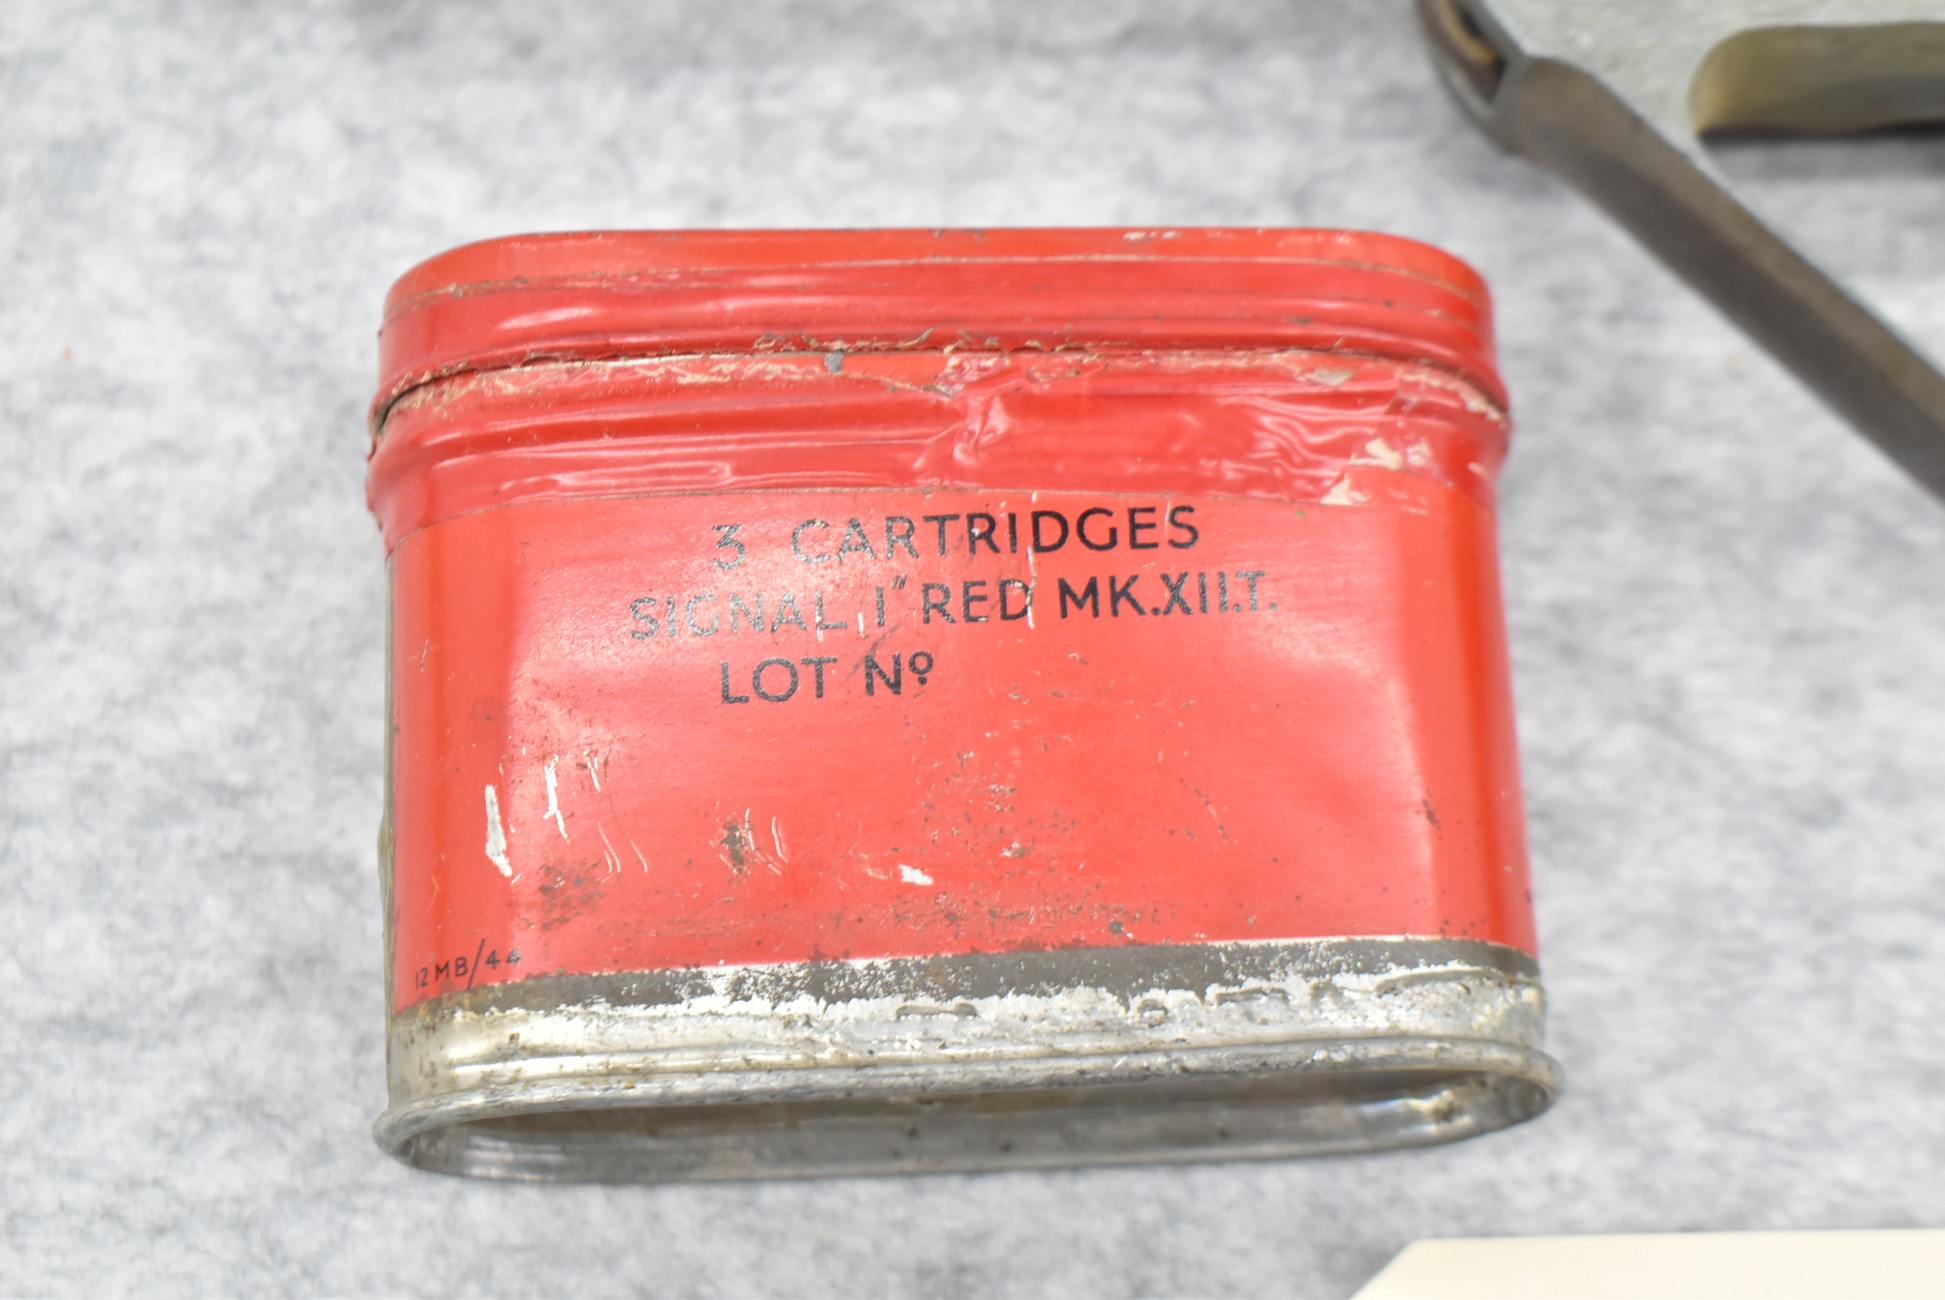 3 CARTRIDGES
SIGNAL 1" RED MK.XII.T.
LOT Nº
12 MB/44